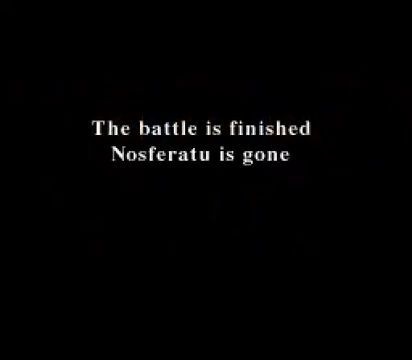 The battle is finished
Nosferatu is gone